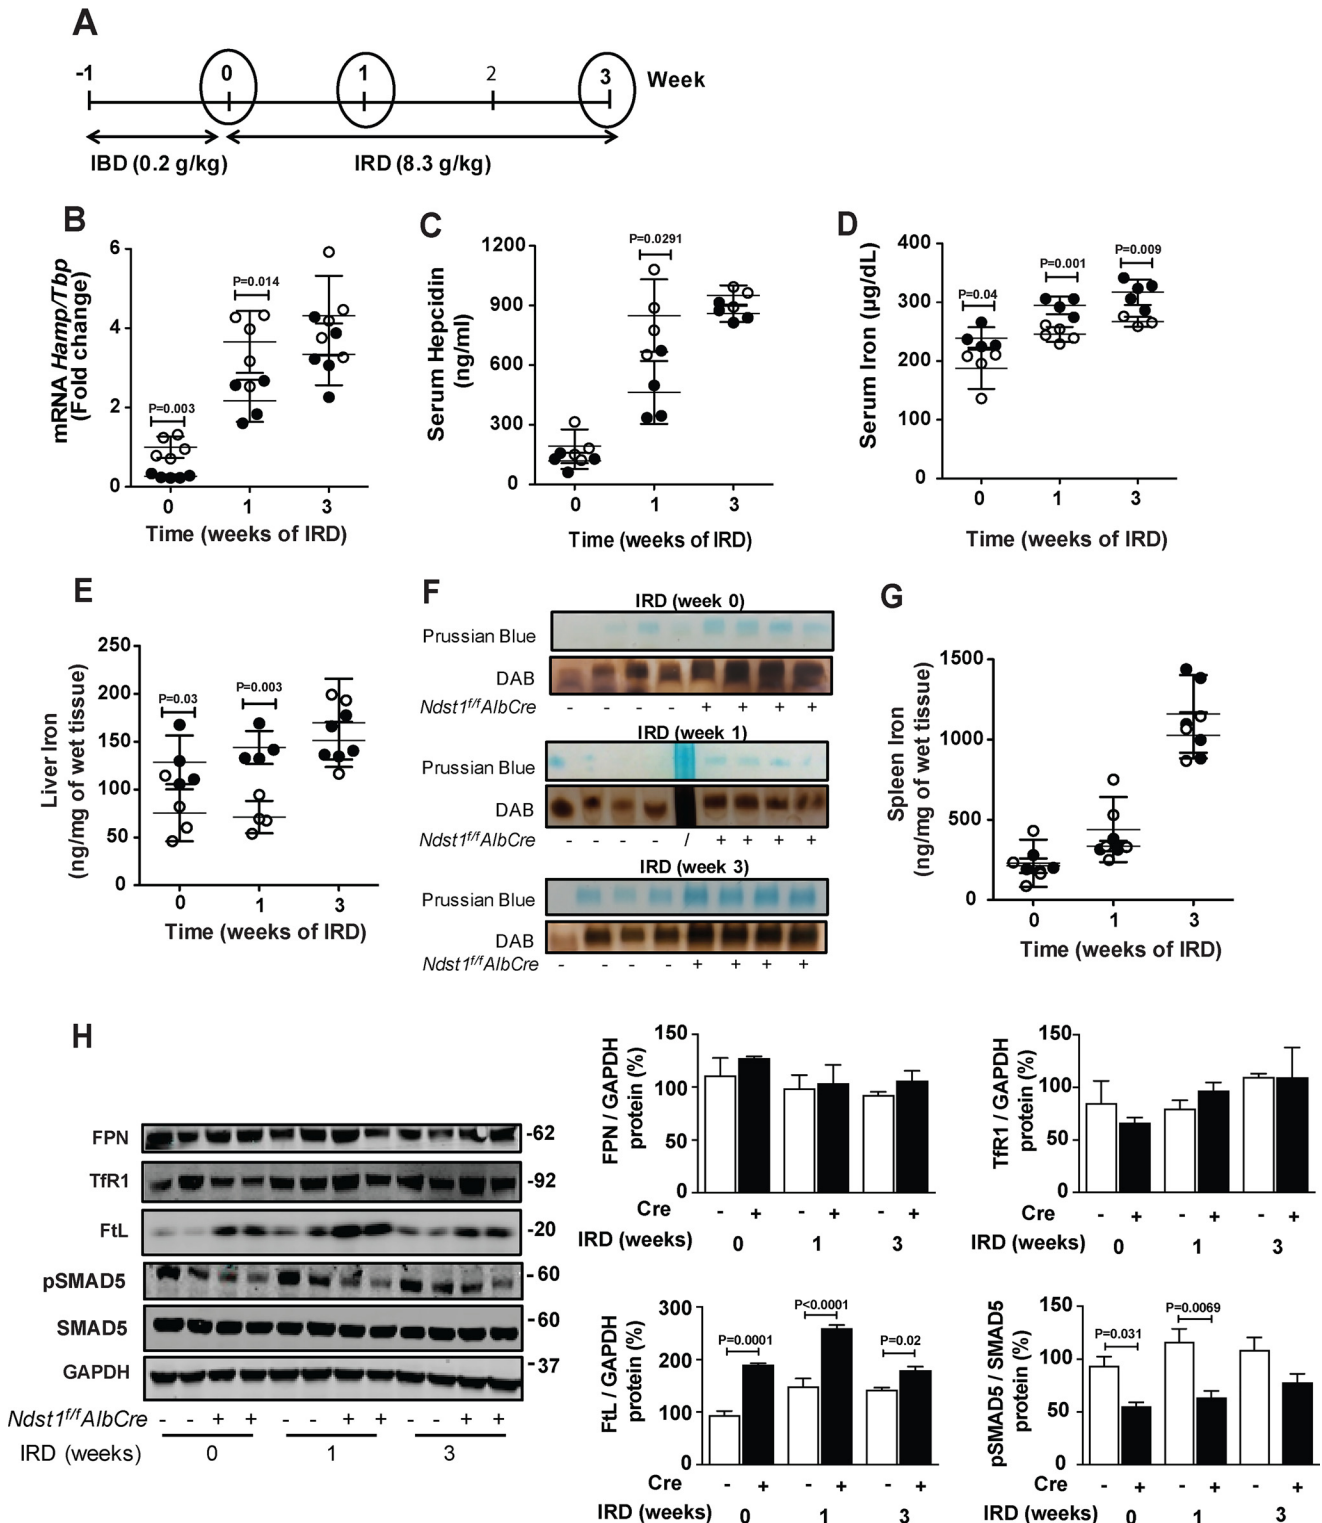 A
-1 0 1 2 3 Week
IBD (0.2 g/kg) IRD (8.3 g/kg)
B
mRNA Hamp/Tbp
(Fold change)
6
4
2
0
P=0.003
P=0.014
0 1 3
Time (weeks of IRD)
C
Serum Hepcidin
(ng/ml)
1200
900
600
300
0
P=0.0291
0 1 3
Time (weeks of IRD)
D
Serum Iron (µg/dL)
400
300
200
100
0
P=0.04
P=0.001
P=0.009
0 1 3
Time (weeks of IRD)
E
Liver Iron
(ng/mg of wet tissue)
250
200
150
100
50
0
P=0.03
P=0.003
0 1 3
Time (weeks of IRD)
F
IRD (week 0)
Prussian Blue
DAB
Ndst1f/fAlbCre - - - - + + + +
IRD (week 1)
Prussian Blue
DAB
Ndst1f/fAlbCre - - - - / + + + +
IRD (week 3)
Prussian Blue
DAB
Ndst1f/fAlbCre - - - - + + + +
G
Spleen Iron
(ng/mg of wet tissue)
1500
1000
500
0
0 1 3
Time (weeks of IRD)
H
FPN -62
TfR1 -92
FtL -20
pSMAD5 -60
SMAD5 -60
GAPDH -37
Ndst1f/fAlbCre - - + + - - + + - - + +
IRD (weeks) 0 1 3
FPN / GAPDH
protein (%)
150
100
50
0
Cre - + - + - +
IRD (weeks) 0 1 3
TfR1 / GAPDH
protein (%)
150
100
50
0
Cre - + - + - +
IRD (weeks) 0 1 3
FtL / GAPDH
protein (%)
300
200
100
0
P=0.0001
P<0.0001
P=0.02
Cre - + - + - +
IRD (weeks) 0 1 3
pSMAD5 / SMAD5
protein (%)
150
100
50
0
P=0.031
P=0.0069
Cre - + - + - +
IRD (weeks) 0 1 3